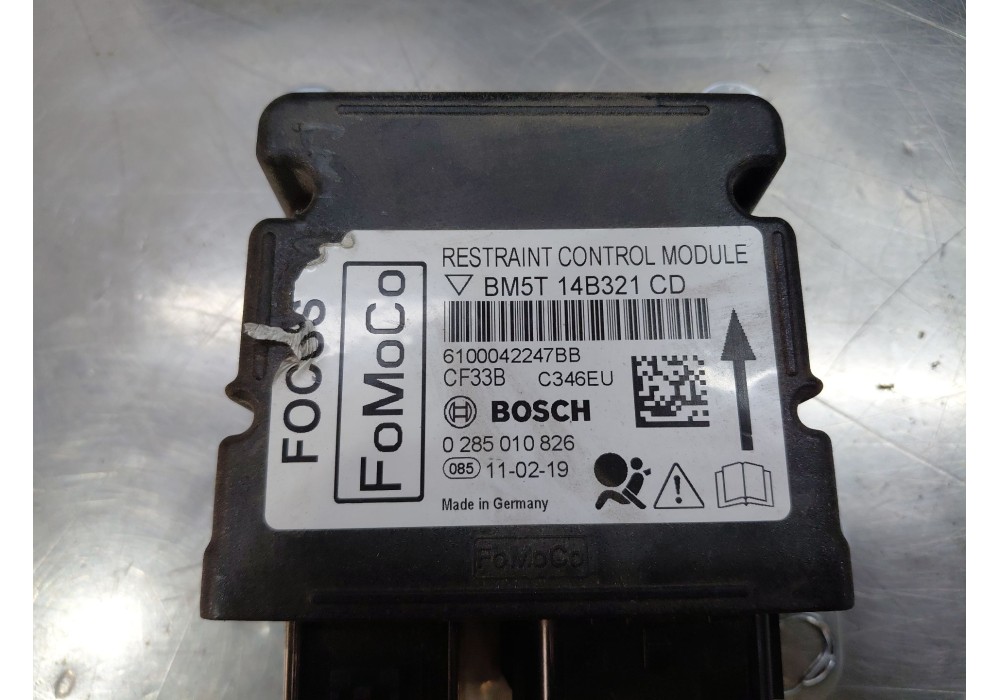 RESTRAINT CONTROL MODULE
BM5T 14B321 CD
6100042247BB
CF33B C346EU
BOSCH
0 285 010 826
085 11-02-19
Made in Germany
FOCUS
FoMoCo
FoMoCo